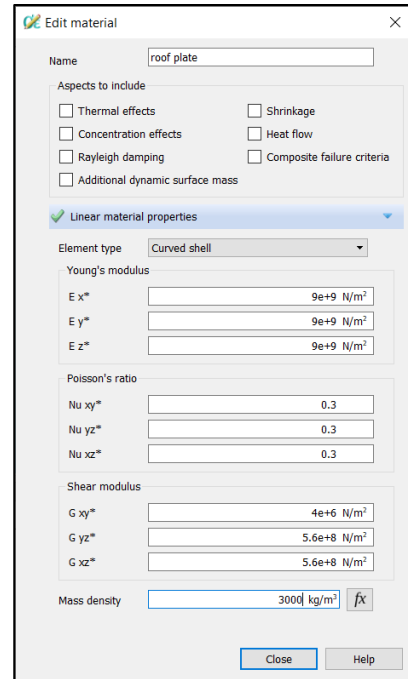 Edit material
Name roof plate
Aspects to include
Thermal effects Shrinkage
Concentration effects Heat flow
Rayleigh damping Composite failure criteria
Additional dynamic surface mass
Linear material properties
Element type Curved shell
Young's modulus
E x* 9e+9 N/m²
E y* 9e+9 N/m²
E z* 9e+9 N/m²
Poisson's ratio
Nu xy* 0.3
Nu yz* 0.3
Nu xz* 0.3
Shear modulus
G xy* 4e+6 N/m²
G yz* 5.6e+8 N/m²
G xz* 5.6e+8 N/m²
Mass density 3000 kg/m³ fx
Close Help